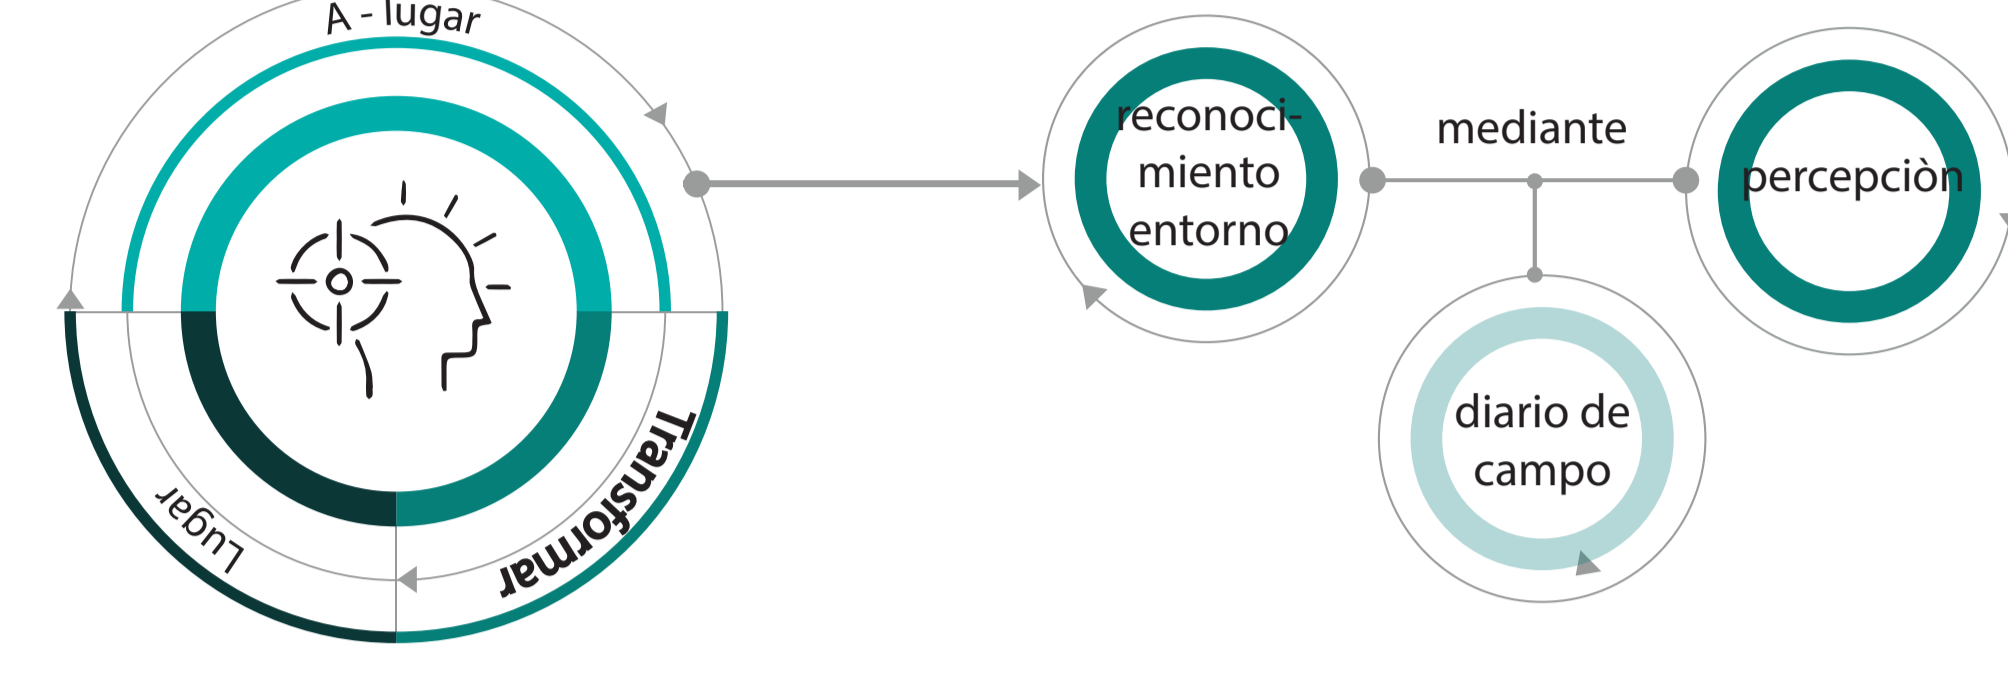 A - lugar
Transformar
Lugar
reconoci-
miento
entorno
mediante
percepciòn
diario de
campo